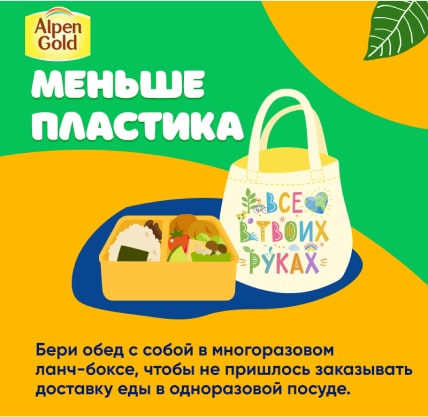 Alpen
Gold
МЕНЬШЕ
ПЛАСТИКА
ВСЕ
В ТВОИХ
РУКАХ
Бери обед с собой в многоразовом
ланч-боксе, чтобы не пришлось заказывать
доставку еды в одноразовой посуде.